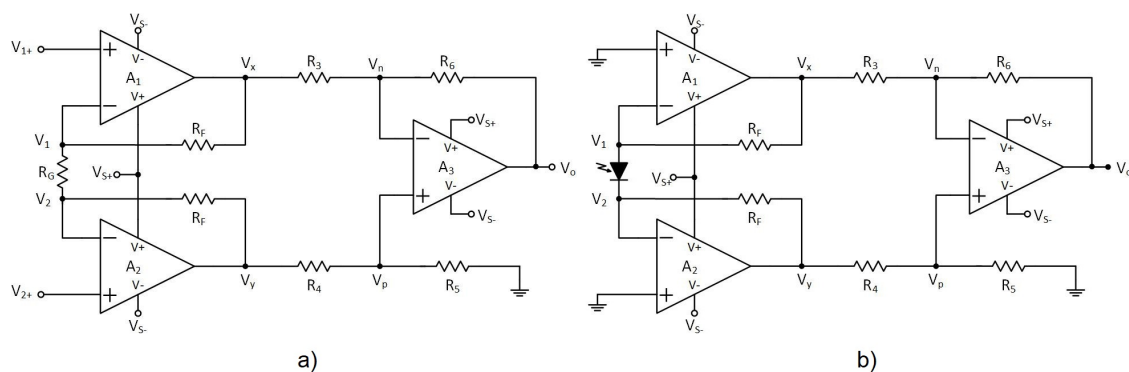 V1+
VS-
V-
A1
V+
Vx
R3
Vn
R6
V1
RF
RG
VS+
V2
RF
V+
A2
V-
V2+
VS-
Vy
R4
Vp
R5
VS+
V+
A3
V-
VS-
Vo
a)
VS-
V-
A1
V+
Vx
R3
Vn
R6
V1
RF
VS+
V2
RF
V+
A2
V-
VS-
Vy
R4
Vp
R5
VS+
V+
A3
V-
VS-
b)